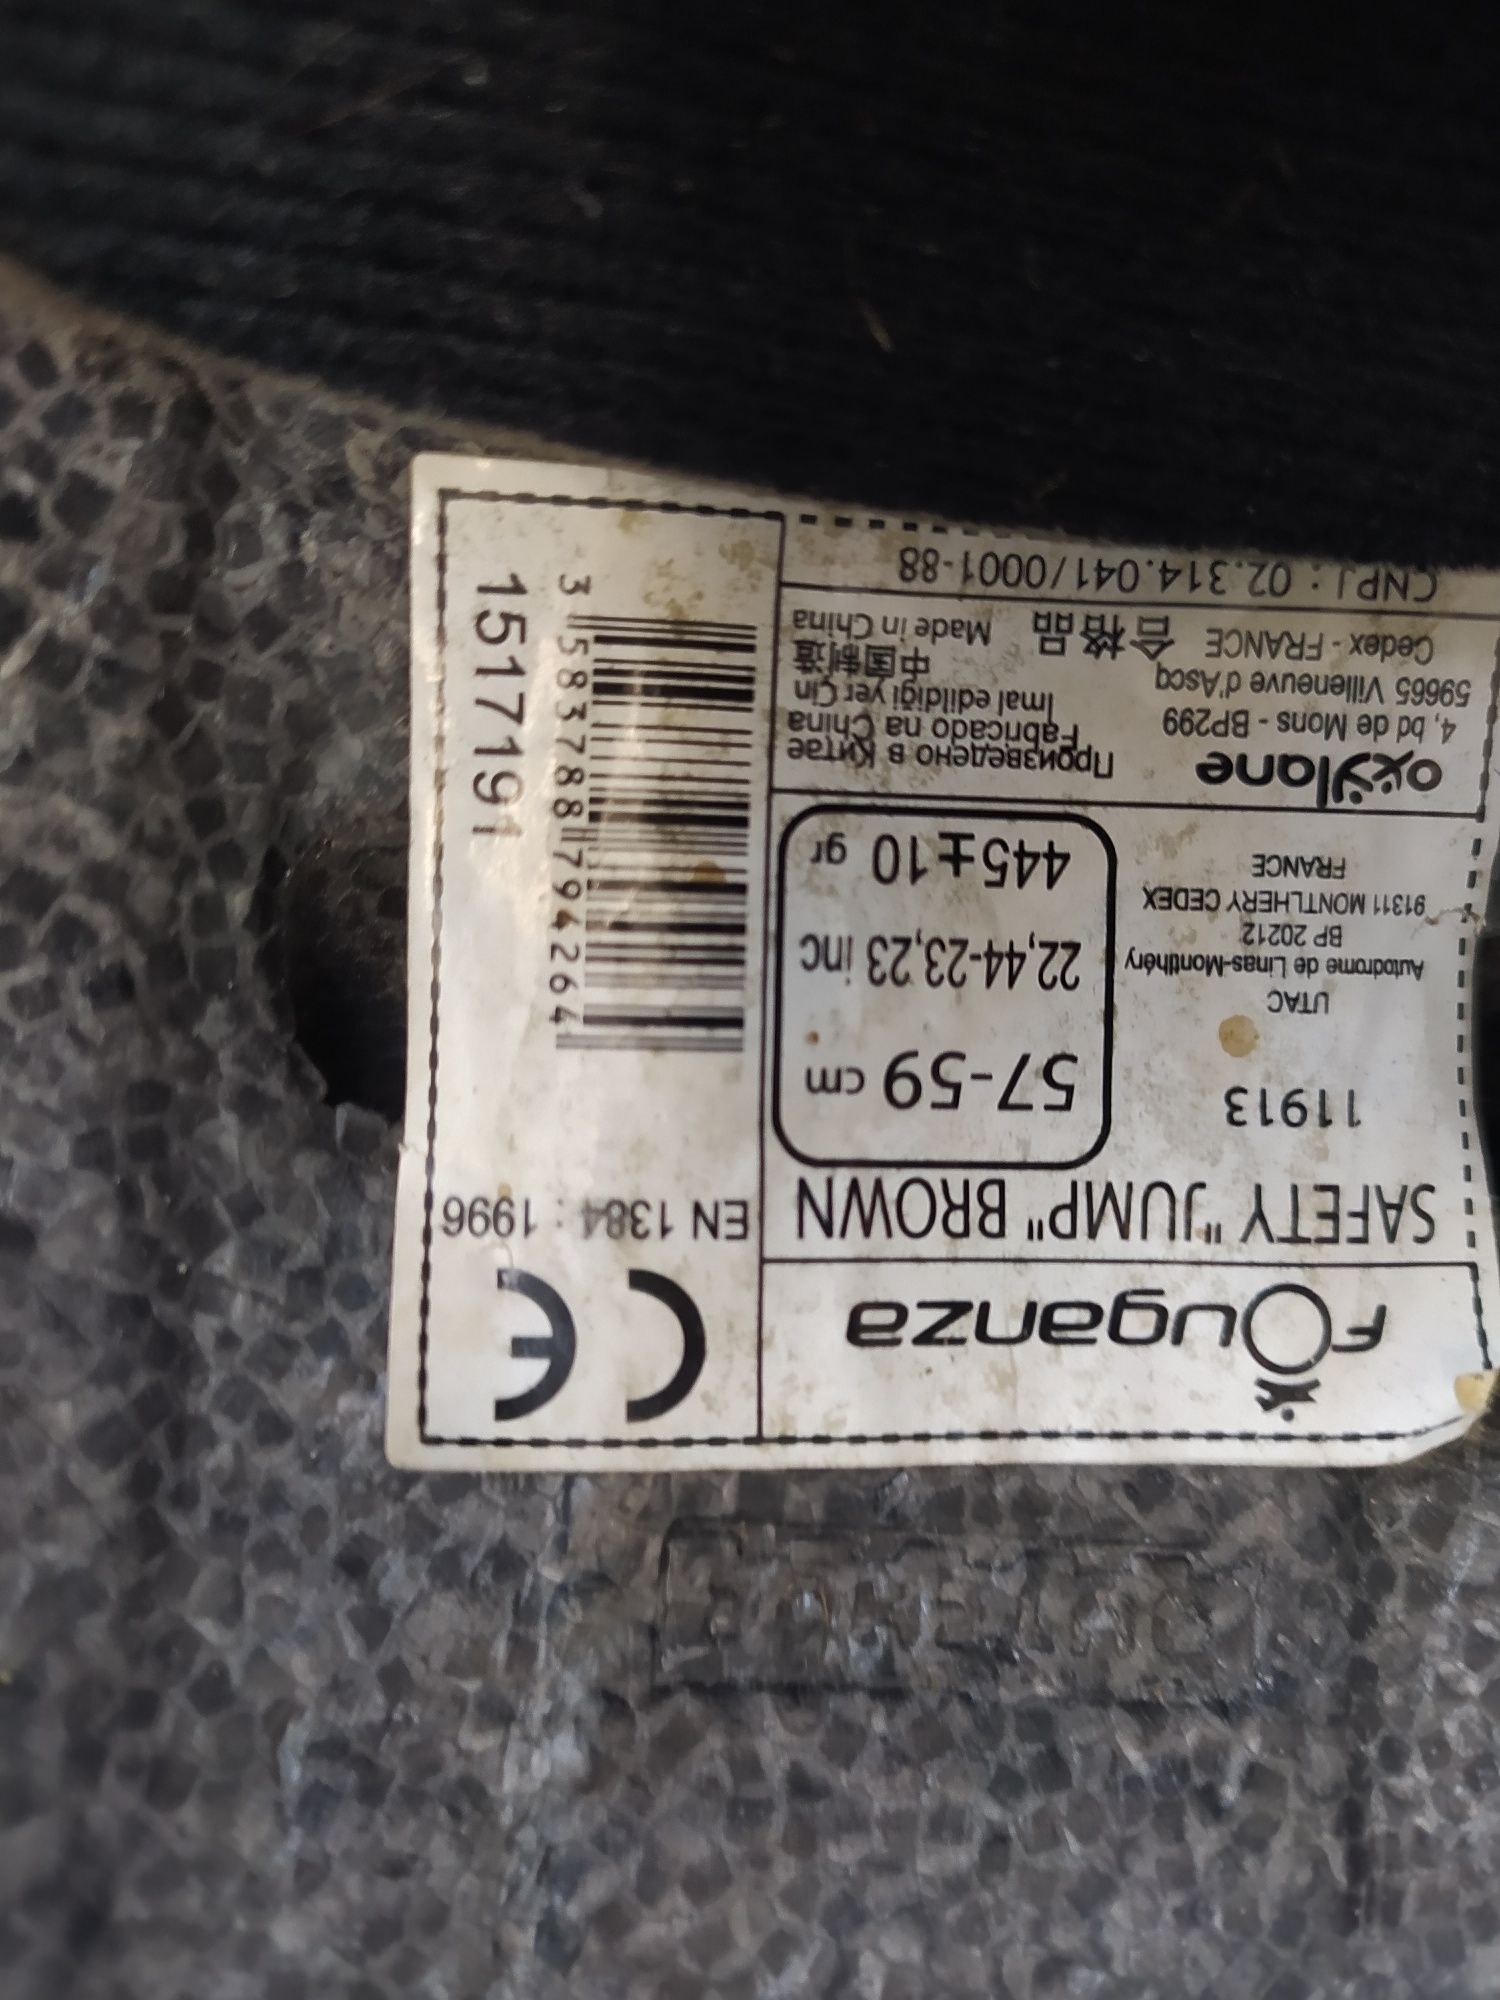 fOuganza
SAFETY "JUMP" BROWN
11913
UTAC
Autodrome de Linas-Montlhéry
BP 20212
91311 MONTLHERY CEDEX
FRANCE
57-59 cm
22,44-23,23 inc
445±10 gr
oxylane
4, bd de Mons - BP299
59665 Villeneuve d'Ascq
Cedex - FRANCE
合格品
Произведено в Китае
Fabricado na China
Imal edildiği yer Çin
中国制造
Made in China
CNPJ : 02.314.041/0001-88
CE
EN 1384 : 1996
3 583788 794264
1517191